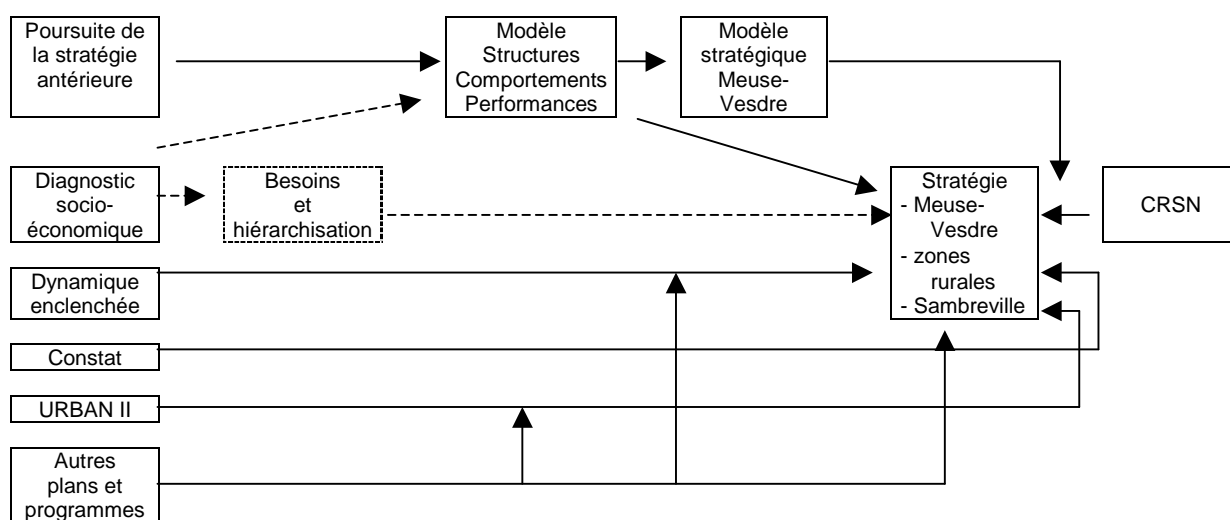 Poursuite de
la stratégie
antérieure
Modèle
Structures
Comportements
Performances
Modèle
stratégique
Meuse-
Vesdre
Diagnostic
socio-
économique
Besoins
et
hiérarchisation
Stratégie
- Meuse-
Vesdre
- zones
rurales
- Sambreville
CRSN
Dynamique
enclenchée
Constat
URBAN II
Autres
plans et
programmes